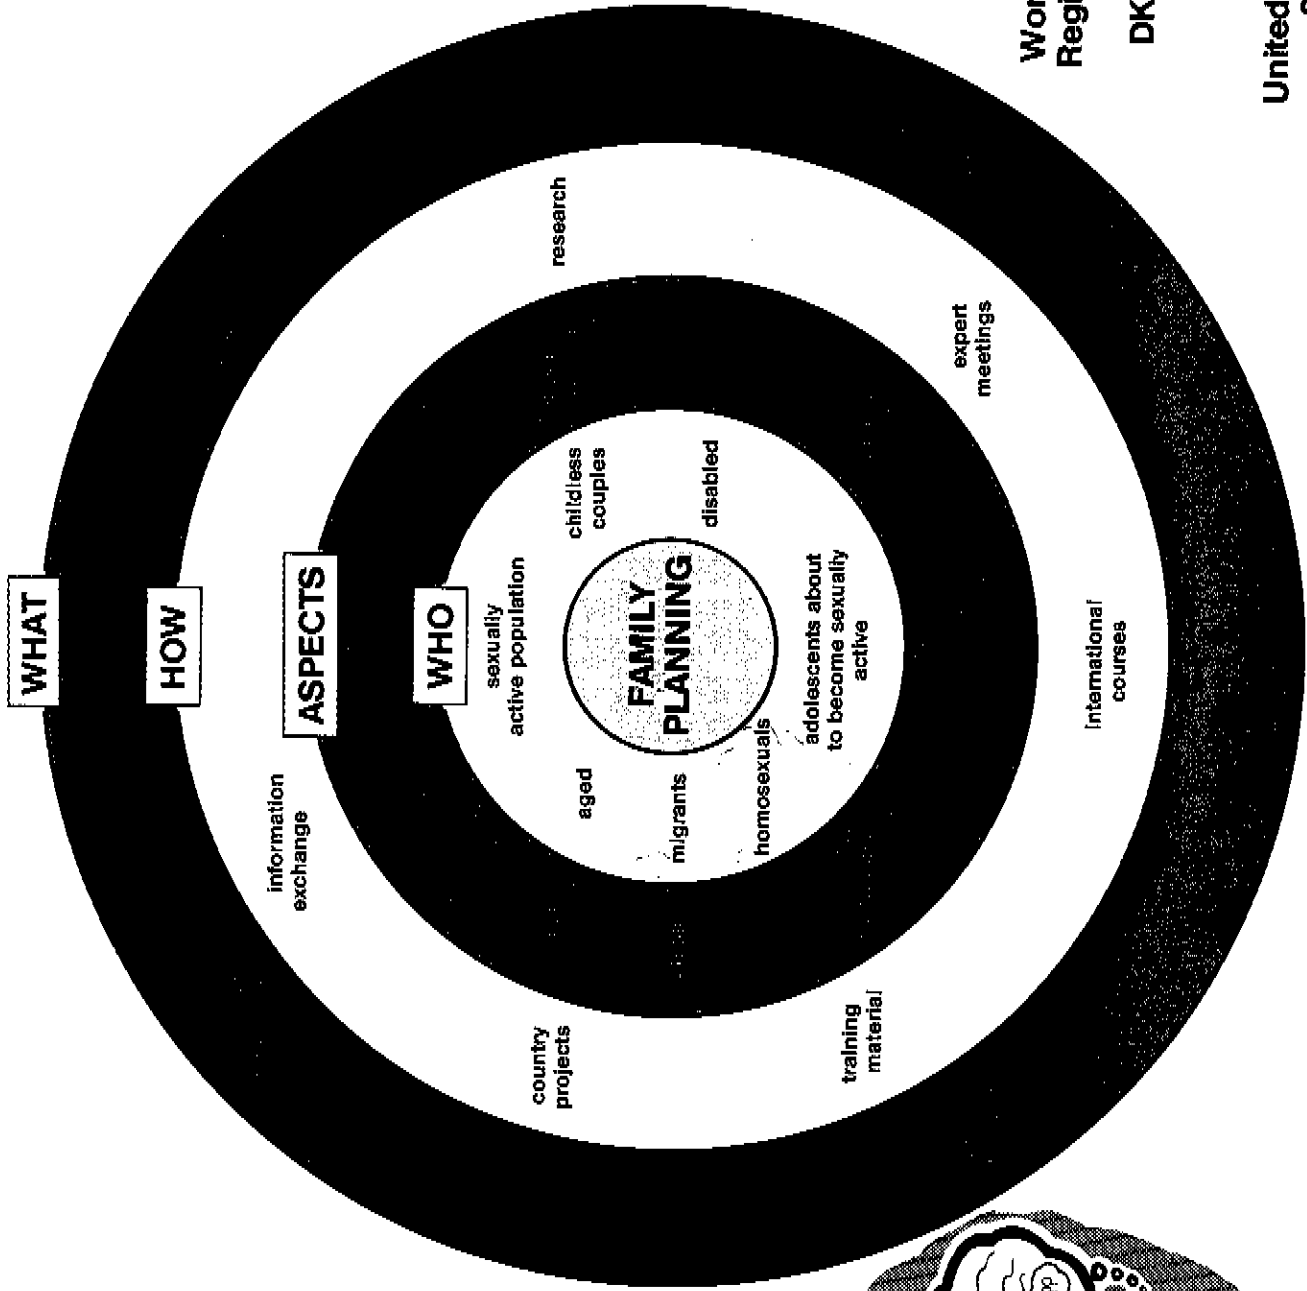 WHAT
HOW
ASPECTS
WHO
information
exchange
research
country
projects
expert
meetings
training
material
International
courses
sexually
active population
childless
couples
aged
disabled
migrants
homosexuals
adolescents about
to become sexually
active
FAMILY
PLANNING
DK
United